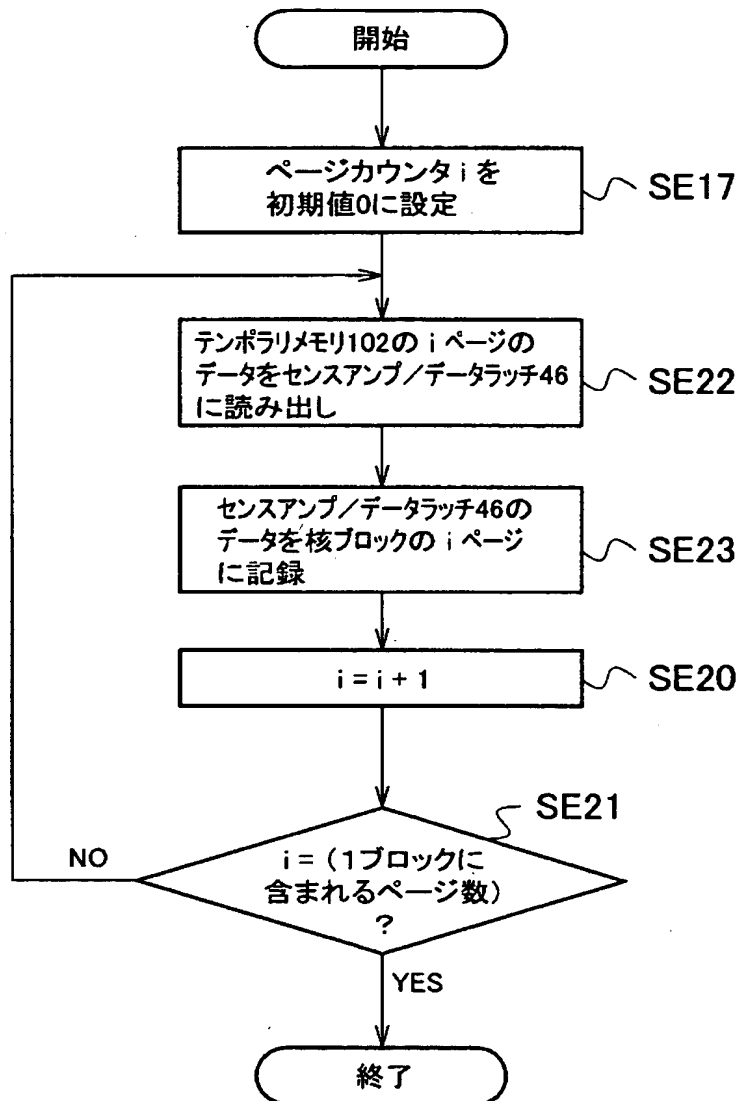 開始
ページカウンタ i を
初期値0に設定
SE17
テンポラリメモリ102の i ページの
データをセンスアンプ／データラッチ46
に読み出し
SE22
センスアンプ／データラッチ46の
データを核ブロックの i ページ
に記録
SE23
i = i + 1
SE20
SE21
NO
i = (1ブロックに
含まれるページ数)
?
YES
終了